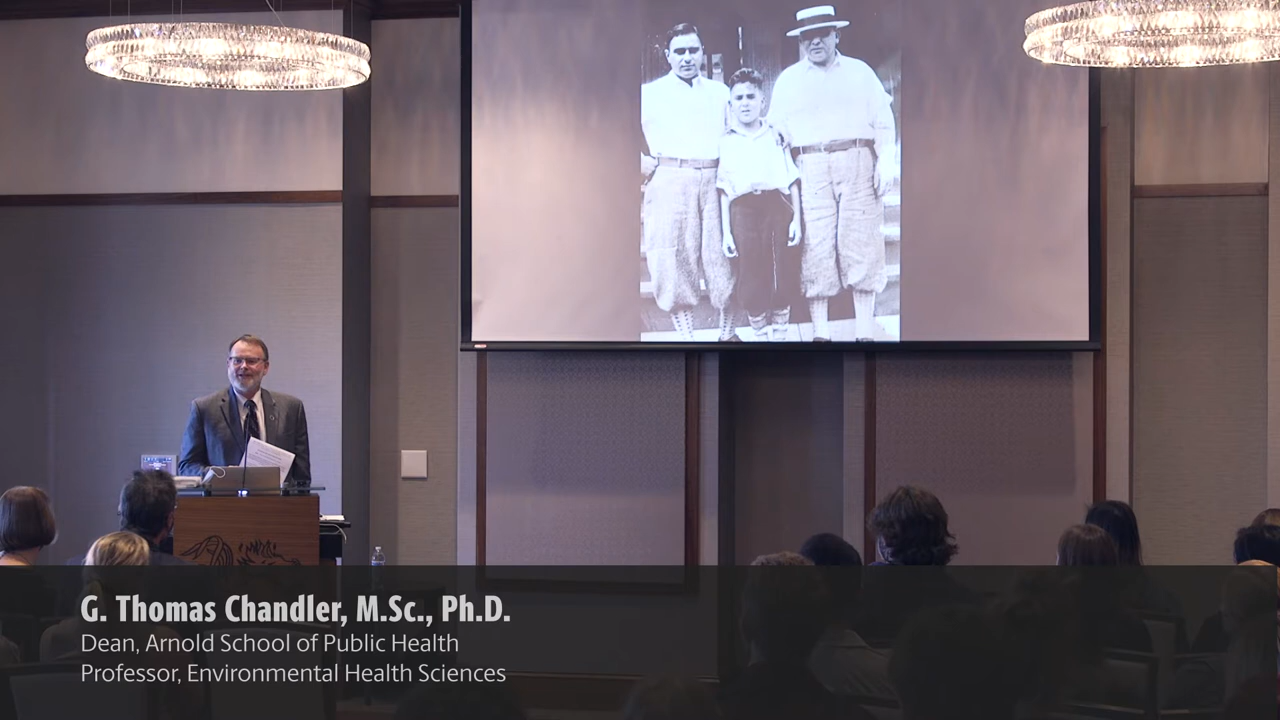 G. Thomas Chandler, M.Sc., Ph.D.
Dean, Arnold School of Public Health
Professor, Environmental Health Sciences